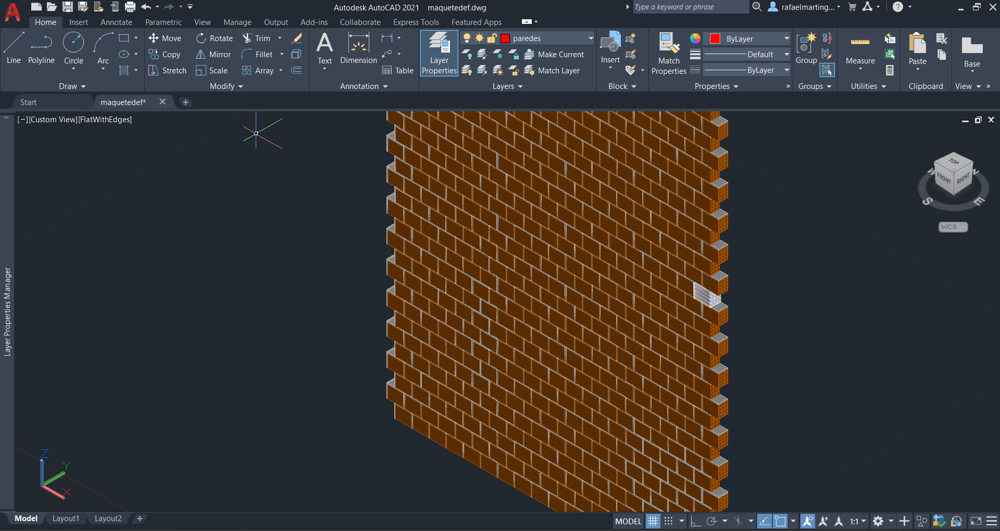 Autodesk AutoCAD 2021 maquetedef.dwg
Type a keyword or phrase
rafaelmarting...
Home Insert Annotate Parametric View Manage Output Add-ins Collaborate Express Tools Featured Apps
Line Polyline Circle Arc
Move Rotate Trim
Copy Mirror Fillet
Stretch Scale Array
Text Dimension
Table
Layer
Properties
paredes
Make Current
Match Layer
Insert
Match
Properties
ByLayer
Default
ByLayer
Group
Measure
Paste
Base
Draw Modify Annotation Layers Block Properties Groups Utilities Clipboard View
Start maquetedef*
[−][Custom View][FlatWithEdges]
TOP
FRONT RIGHT
W N
S E
WCS
Layer Properties Manager
Z
Y
X
Model Layout1 Layout2
MODEL
1:1